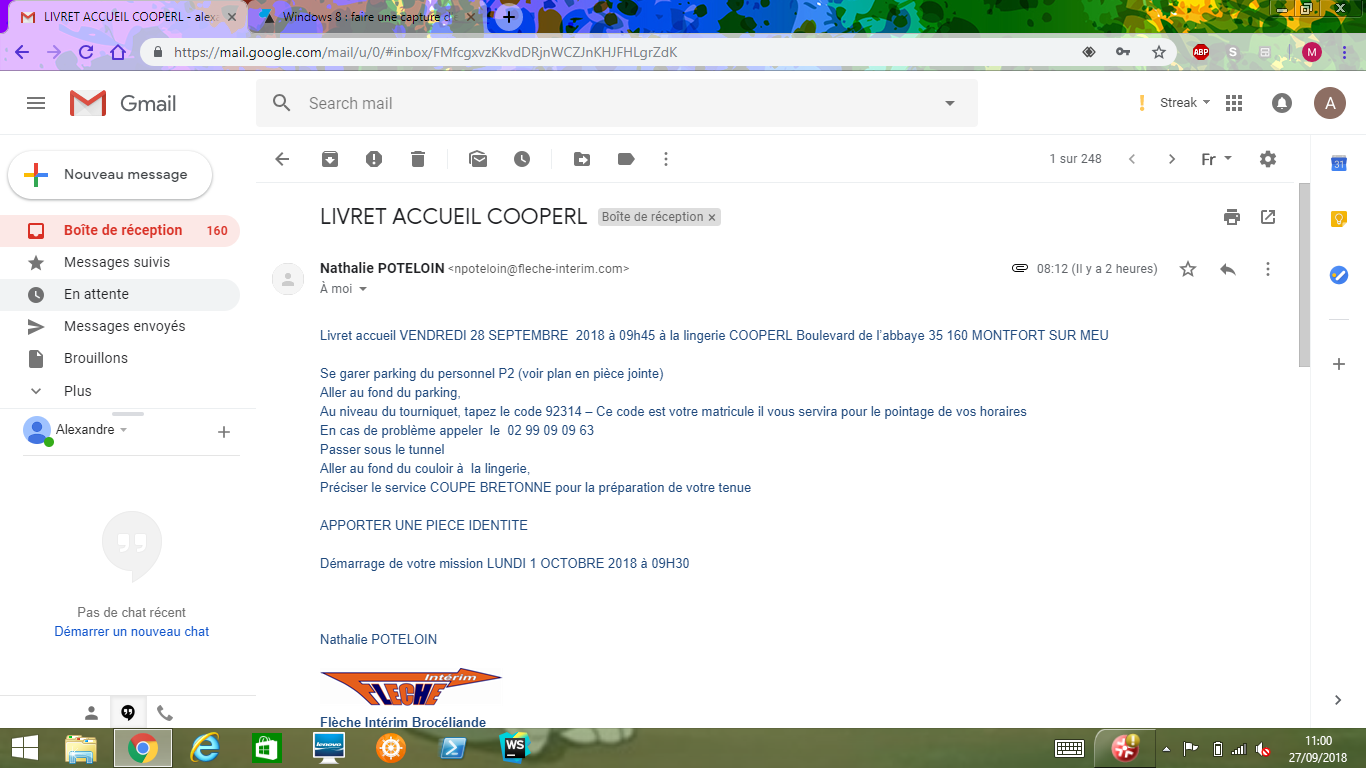 LIVRET ACCUEIL COOPERL - alexa
Windows 8 : faire une capture d
https://mail.google.com/mail/u/0/#inbox/FMfcgxvzKkvdDRjnWCZJnKHJFHLgrZdK
ABP
S
M
Gmail
Search mail
Streak
A
Nouveau message
1 sur 248
Fr
31
Boîte de réception 160
Messages suivis
En attente
Messages envoyés
Brouillons
Plus
Alexandre
Pas de chat récent
Démarrer un nouveau chat
LIVRET ACCUEIL COOPERL Boîte de réception x
Nathalie POTELOIN <npoteloin@fleche-interim.com>
08:12 (Il y a 2 heures)
À moi
Livret accueil VENDREDI 28 SEPTEMBRE  2018 à 09h45 à la lingerie COOPERL Boulevard de l'abbaye 35 160 MONTFORT SUR MEU
Se garer parking du personnel P2 (voir plan en pièce jointe)
Aller au fond du parking,
Au niveau du tourniquet, tapez le code 92314 – Ce code est votre matricule il vous servira pour le pointage de vos horaires
En cas de problème appeler  le  02 99 09 09 63
Passer sous le tunnel
Aller au fond du couloir à  la lingerie,
Préciser le service COUPE BRETONNE pour la préparation de votre tenue
APPORTER UNE PIECE IDENTITE
Démarrage de votre mission LUNDI 1 OCTOBRE 2018 à 09H30
Nathalie POTELOIN
Intérim
FLECHE
Flèche Intérim Brocéliande
lenovo
WS
11:00
27/09/2018